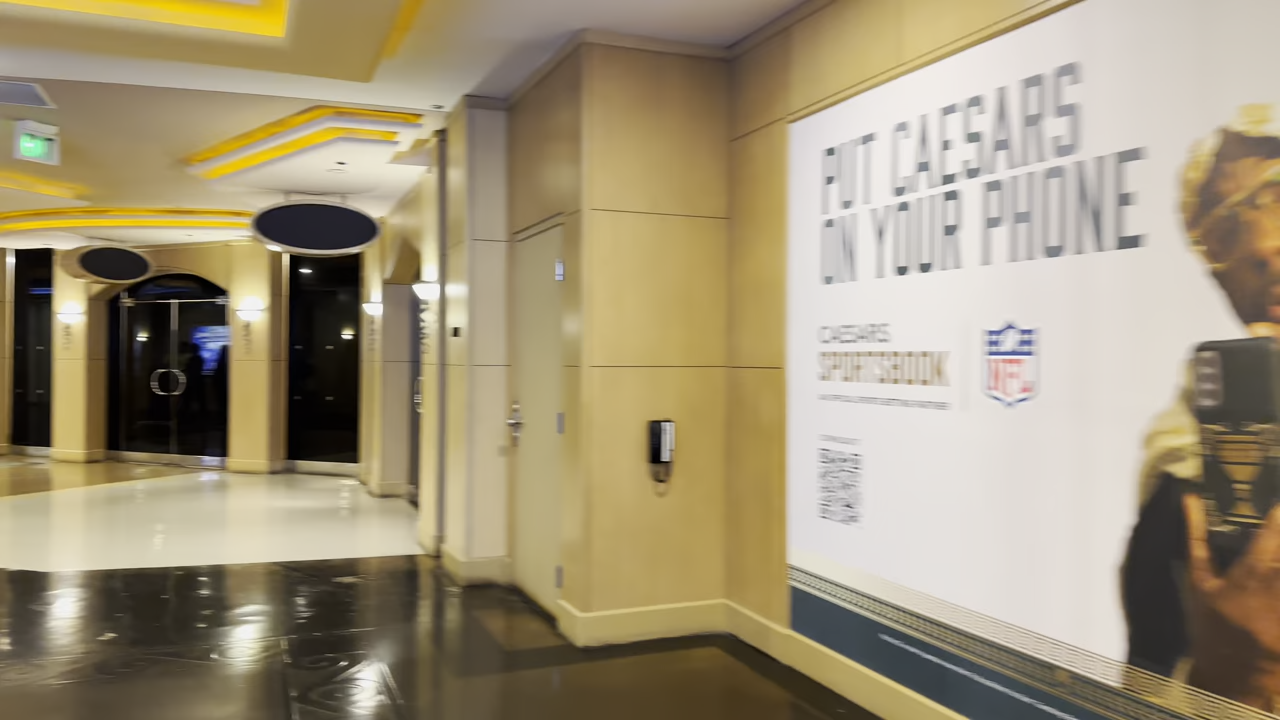 PUT CAESARS
ON YOUR PHONE
CAESARS
SPORTSBOOK
NFL